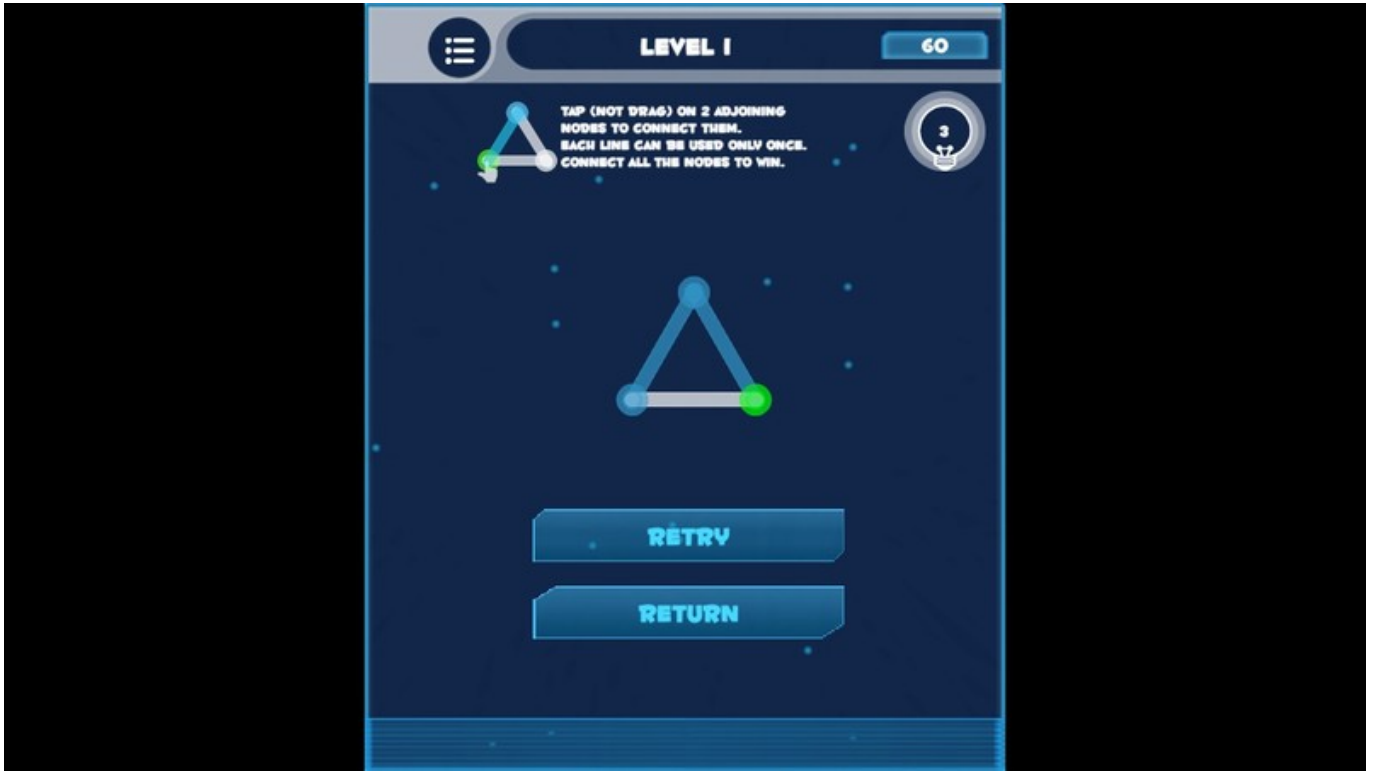 LEVEL 1
60
TAP (NOT DRAG) ON 2 ADJOINING
NODES TO CONNECT THEM.
EACH LINE CAN BE USED ONLY ONCE.
CONNECT ALL THE NODES TO WIN.
3
RETRY
RETURN